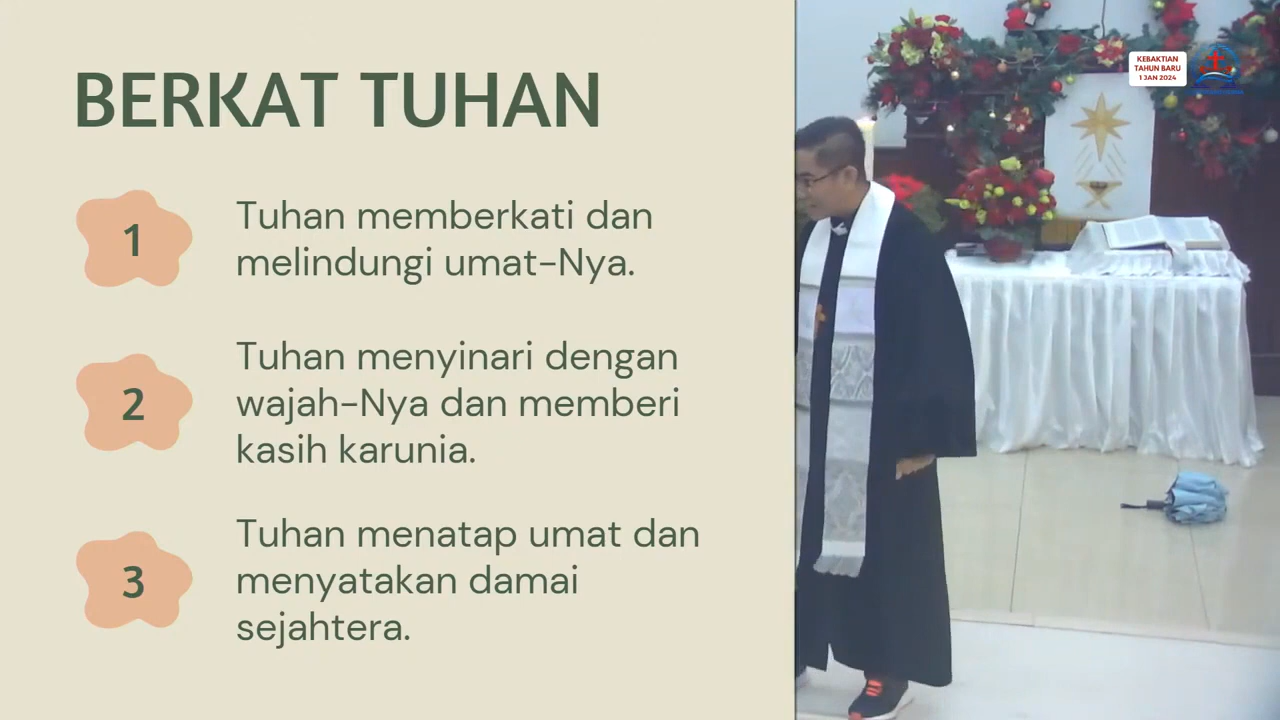 BERKAT TUHAN
1
Tuhan memberkati dan
melindungi umat-Nya.
2
Tuhan menyinari dengan
wajah-Nya dan memberi
kasih karunia.
3
Tuhan menatap umat dan
menyatakan damai
sejahtera.
KEBAKTIAN
TAHUN BARU
1 JAN 2024